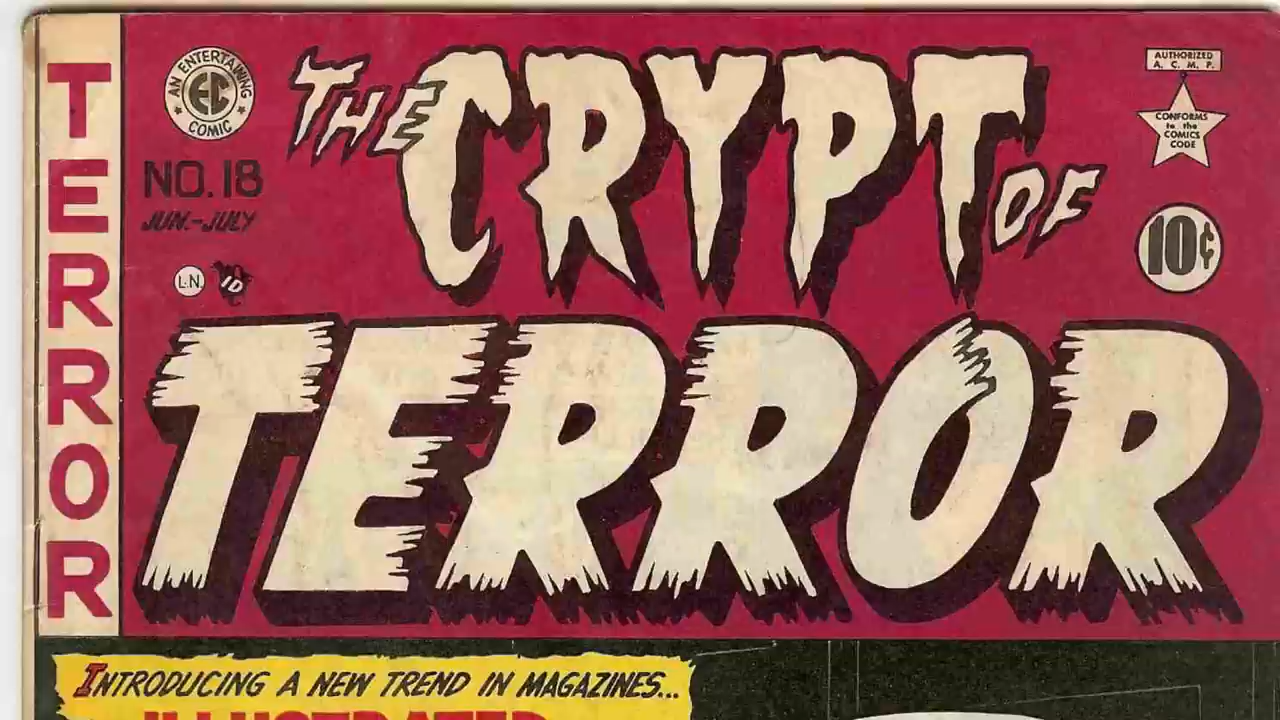 TERROR
AN ENTERTAINING
EC
COMIC
NO. 18
JUN.-JULY
L.N.
10
THE CRYPT OF
TERROR
AUTHORIZED
A. C. M. P.
CONFORMS
to the
COMICS
CODE
10¢
INTRODUCING A NEW TREND IN MAGAZINES...
ILLUSTRATED